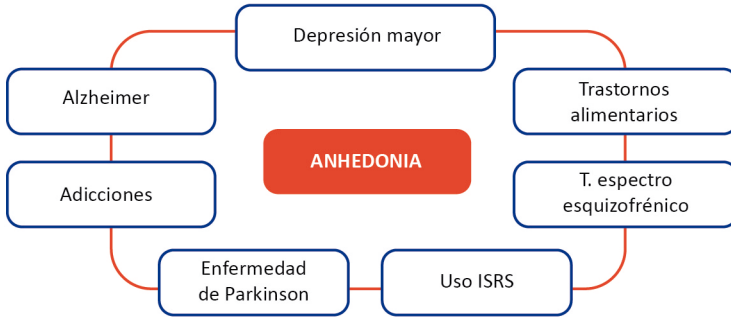 Depresión mayor
Alzheimer
Trastornos
alimentarios
ANHEDONIA
Adicciones
T. espectro
esquizofrénico
Enfermedad
de Parkinson
Uso ISRS